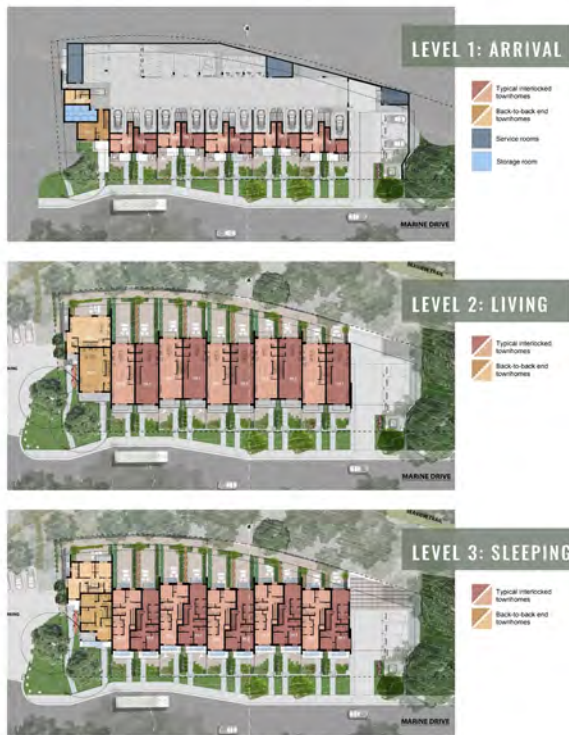 LEVEL 1: ARRIVAL
Typical interlocked
townhomes
Back-to-back end
townhomes
Service rooms
Storage room
MARINE DRIVE
LEVEL 2: LIVING
Typical interlocked
townhomes
Back-to-back end
townhomes
MARINE DRIVE
LEVEL 3: SLEEPING
Typical interlocked
townhomes
Back-to-back end
townhomes
MARINE DRIVE